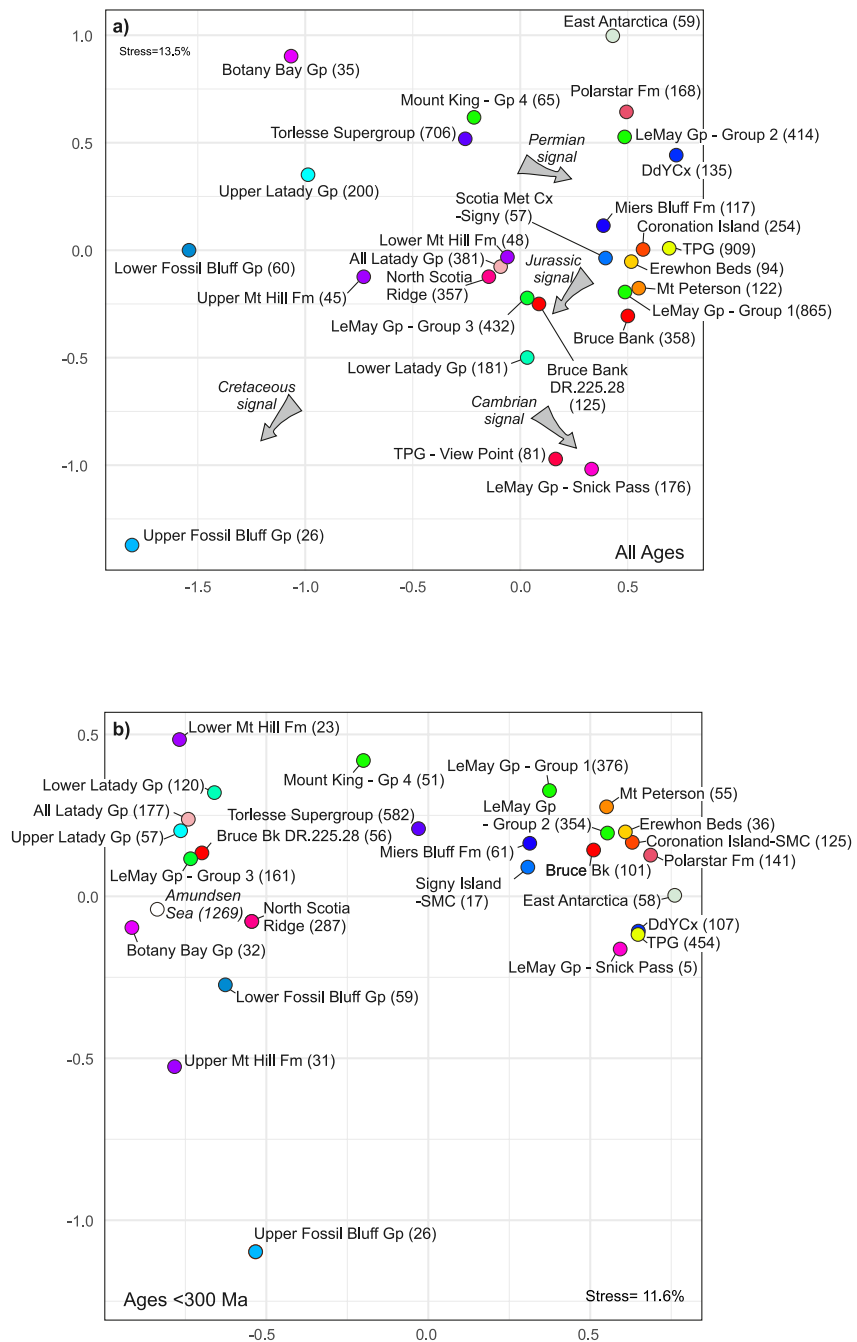 a)
Stress=13.5%
East Antarctica (59)
Botany Bay Gp (35)
Mount King - Gp 4 (65)
Polarstar Fm (168)
Torlesse Supergroup (706)
LeMay Gp - Group 2 (414)
Permian
signal
DdYCx (135)
Upper Latady Gp (200)
Scotia Met Cx
-Signy (57)
Miers Bluff Fm (117)
Coronation Island (254)
Lower Mt Hill Fm (48)
TPG (909)
Lower Fossil Bluff Gp (60)
All Latady Gp (381)
Jurassic
signal
Erewhon Beds (94)
North Scotia
Ridge (357)
Upper Mt Hill Fm (45)
Mt Peterson (122)
LeMay Gp - Group 1(865)
LeMay Gp - Group 3 (432)
Bruce Bank (358)
Lower Latady Gp (181)
Bruce Bank
DR.225.28
(125)
Cretaceous
signal
Cambrian
signal
TPG - View Point (81)
LeMay Gp - Snick Pass (176)
Upper Fossil Bluff Gp (26)
All Ages
1.0
0.5
0.0
-0.5
-1.0
-1.5
-1.0
-0.5
0.0
0.5
b)
Lower Mt Hill Fm (23)
Mount King - Gp 4 (51)
LeMay Gp - Group 1(376)
Lower Latady Gp (120)
Mt Peterson (55)
All Latady Gp (177)
Torlesse Supergroup (582)
LeMay Gp
- Group 2 (354)
Upper Latady Gp (57)
Bruce Bk DR.225.28 (56)
Erewhon Beds (36)
Miers Bluff Fm (61)
Coronation Island-SMC (125)
LeMay Gp - Group 3 (161)
Signy Island
-SMC (17)
Bruce Bk (101)
Polarstar Fm (141)
Amundsen
Sea (1269)
East Antarctica (58)
North Scotia
Ridge (287)
Botany Bay Gp (32)
DdYCx (107)
TPG (454)
LeMay Gp - Snick Pass (5)
Lower Fossil Bluff Gp (59)
Upper Mt Hill Fm (31)
Upper Fossil Bluff Gp (26)
Ages <300 Ma
Stress= 11.6%
0.5
0.0
-0.5
-1.0
-0.5
0.0
0.5